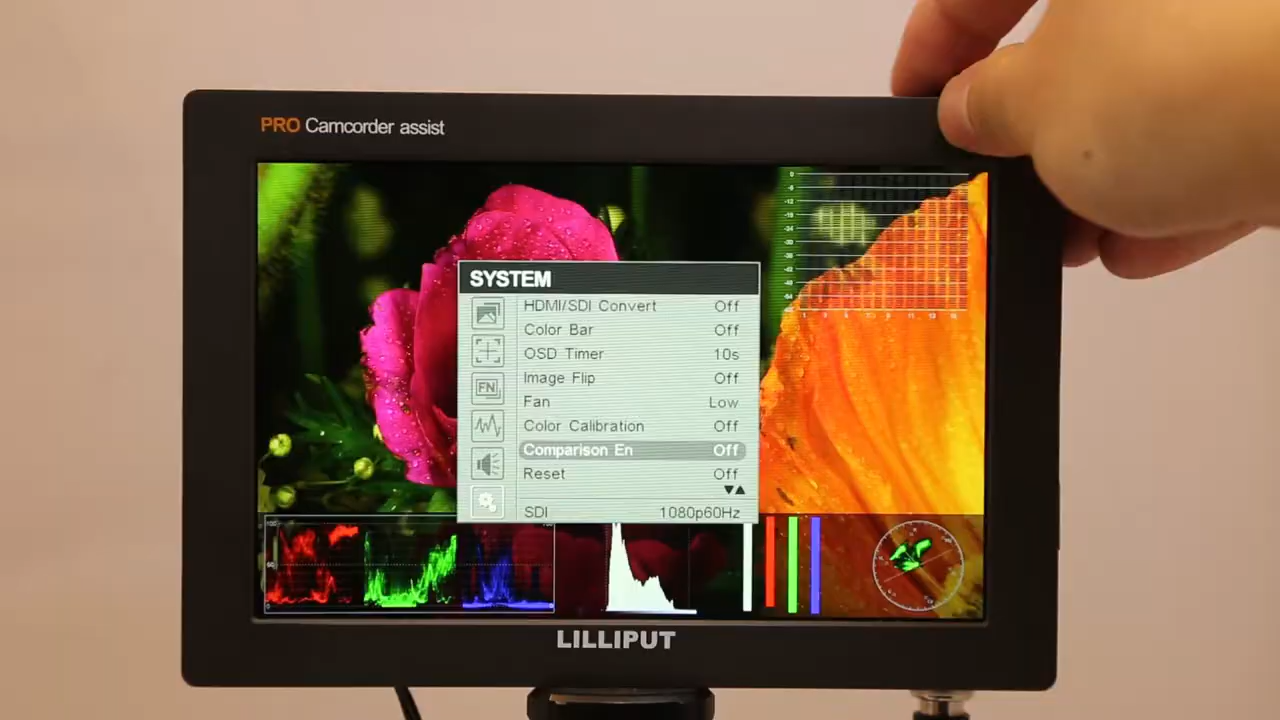 PRO Camcorder assist
SYSTEM
HDMI/SDI Convert Off
Color Bar Off
OSD Timer 10s
Image Flip Off
Fan Low
Color Calibration Off
FN
Comparison En Off
Reset Off
SDI 1080p60Hz
LILLIPUT